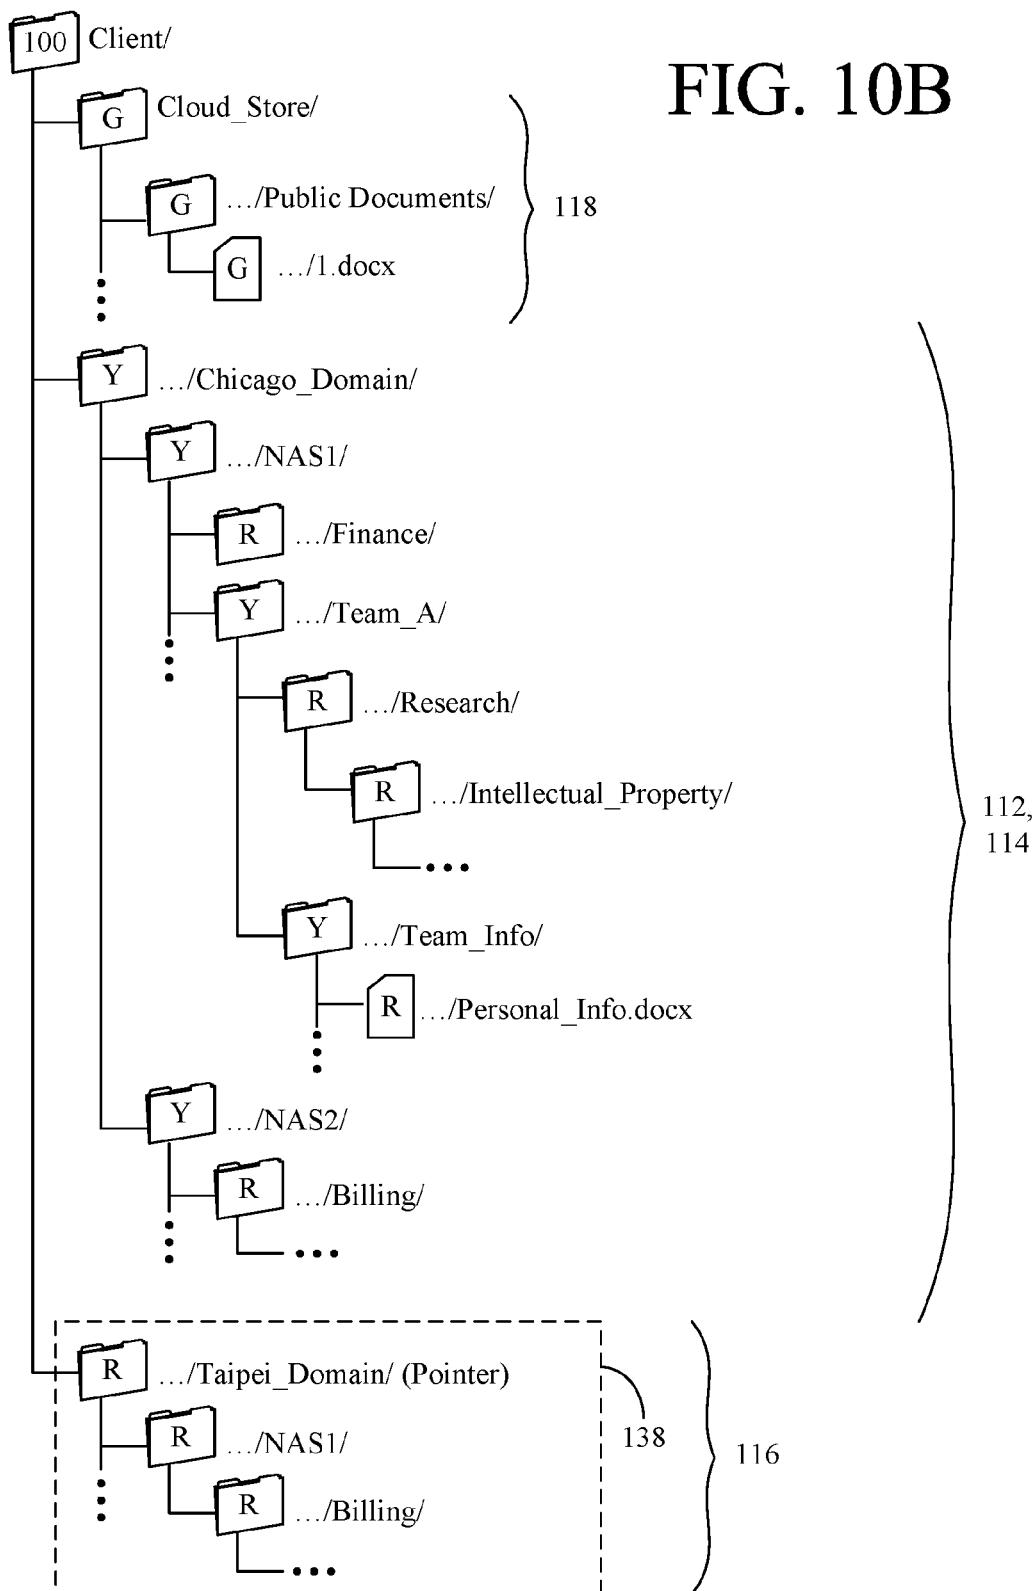 100 Client/
FIG. 10B
G Cloud_Store/
G .../Public Documents/
118
G .../1.docx
Y .../Chicago_Domain/
Y .../NAS1/
R .../Finance/
Y .../Team_A/
R .../Research/
R .../Intellectual_Property/
112,
114
Y .../Team_Info/
R .../Personal_Info.docx
Y .../NAS2/
R .../Billing/
R .../Taipei_Domain/ (Pointer)
138
116
R .../NAS1/
R .../Billing/